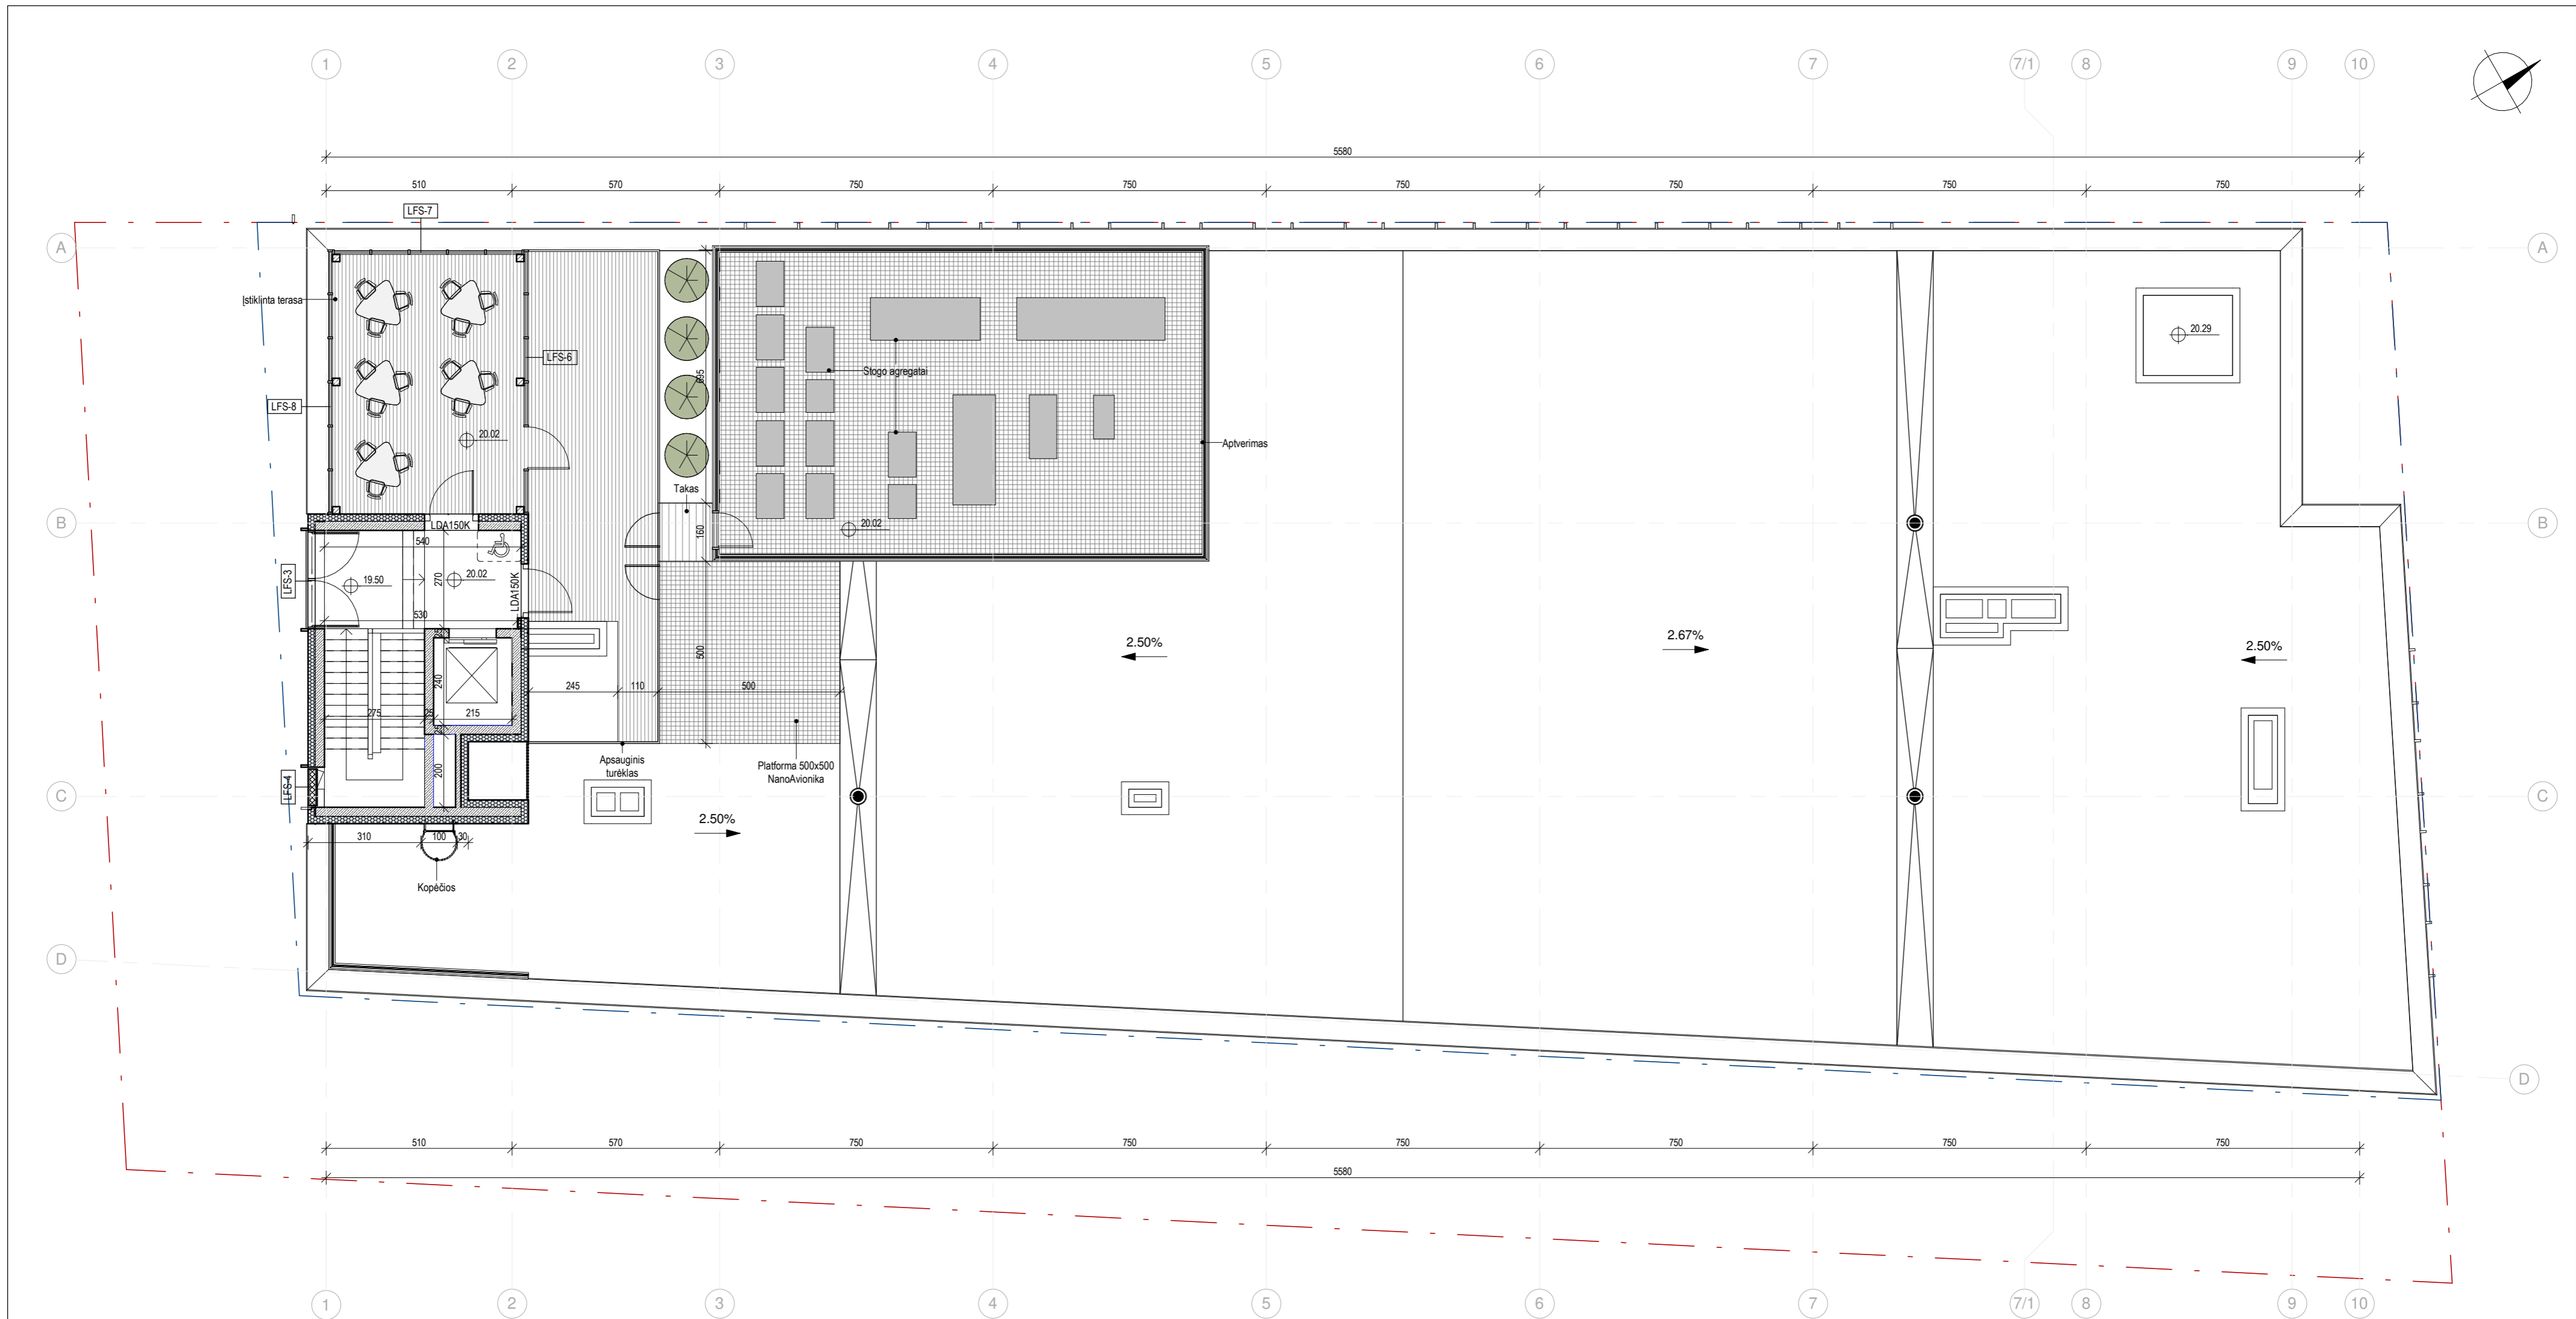 1 2 3 4 5 6 7 7/1 8 9 10
5580
510 570 750 750 750 750 750 750
LFS-7
A A
Įstiklinta terasa
20.29
LFS-6
Stogo agregatai
695
LFS-8
20.02
Aptverimas
Takas
LDA150K
B B
20.02
160
540
LFS-3
19.50
270
20.02
LDA150K
530
25
2.50%
2.67%
2.50%
500
240
245 110 500
275 25 215
25
Apsauginis
turėklas
Platforma 500x500
NanoAvionika
200
LFS-4
C C
2.50%
310 100 30
Kopėčios
D D
510 570 750 750 750 750 750 750
5580
1 2 3 4 5 6 7 7/1 8 9 10